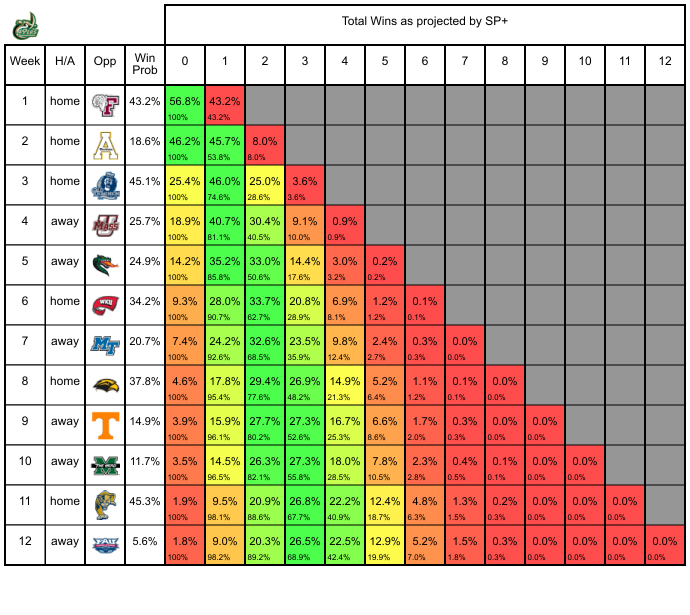 Total Wins as projected by SP+
Week H/A Opp Win Prob 0 1 2 3 4 5 6 7 8 9 10 11 12
1 home F 43.2% 56.8% 43.2%
100% 43.2%
2 home A 18.6% 46.2% 45.7% 8.0%
100% 53.8% 8.0%
3 home 45.1% 25.4% 46.0% 25.0% 3.6%
100% 74.6% 28.6% 3.6%
4 away UMass 25.7% 18.9% 40.7% 30.4% 9.1% 0.9%
100% 81.1% 40.5% 10.0% 0.9%
5 away 24.9% 14.2% 35.2% 33.0% 14.4% 3.0% 0.2%
100% 85.8% 50.6% 17.6% 3.2% 0.2%
6 home WKU 34.2% 9.3% 28.0% 33.7% 20.8% 6.9% 1.2% 0.1%
100% 90.7% 62.7% 28.9% 8.1% 1.2% 0.1%
7 away MT 20.7% 7.4% 24.2% 32.6% 23.5% 9.8% 2.4% 0.3% 0.0%
100% 92.6% 68.5% 35.9% 12.4% 2.7% 0.3% 0.0%
8 home 37.8% 4.6% 17.8% 29.4% 26.9% 14.9% 5.2% 1.1% 0.1% 0.0%
100% 95.4% 77.6% 48.2% 21.3% 6.4% 1.2% 0.1% 0.0%
9 away T 14.9% 3.9% 15.9% 27.7% 27.3% 16.7% 6.6% 1.7% 0.3% 0.0% 0.0%
100% 96.1% 80.2% 52.6% 25.3% 8.6% 2.0% 0.3% 0.0% 0.0%
10 away M 11.7% 3.5% 14.5% 26.3% 27.3% 18.0% 7.8% 2.3% 0.4% 0.1% 0.0% 0.0%
100% 96.5% 82.1% 55.8% 28.5% 10.5% 2.8% 0.5% 0.1% 0.0% 0.0%
11 home 45.3% 1.9% 9.5% 20.9% 26.8% 22.2% 12.4% 4.8% 1.3% 0.2% 0.0% 0.0% 0.0%
100% 98.1% 88.6% 67.7% 40.9% 18.7% 6.3% 1.5% 0.3% 0.0% 0.0% 0.0%
12 away FAU 5.6% 1.8% 9.0% 20.3% 26.5% 22.5% 12.9% 5.2% 1.5% 0.3% 0.0% 0.0% 0.0% 0.0%
100% 98.2% 89.2% 68.9% 42.4% 19.9% 7.0% 1.8% 0.3% 0.0% 0.0% 0.0% 0.0%